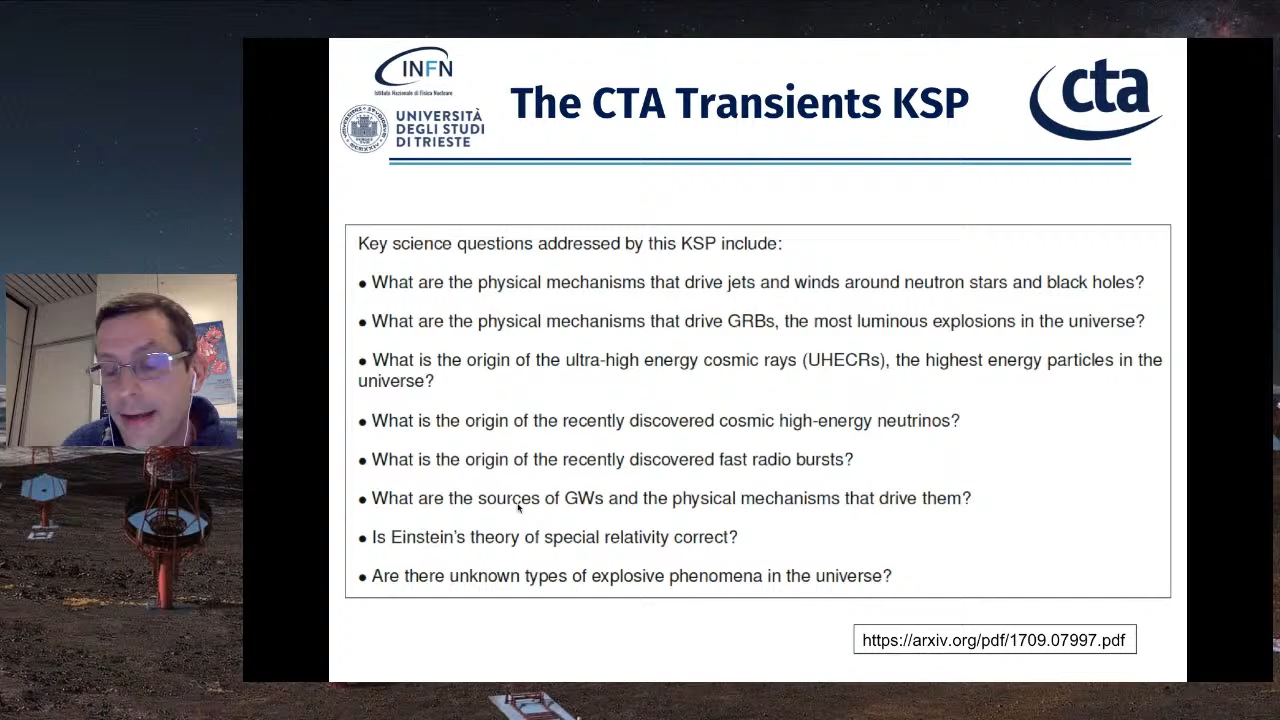 INFN
Istituto Nazionale di Fisica Nucleare
UNIVERSITÀ
DEGLI STUDI
DI TRIESTE
The CTA Transients KSP
cta
Key science questions addressed by this KSP include:
● What are the physical mechanisms that drive jets and winds around neutron stars and black holes?
● What are the physical mechanisms that drive GRBs, the most luminous explosions in the universe?
● What is the origin of the ultra-high energy cosmic rays (UHECRs), the highest energy particles in the
universe?
● What is the origin of the recently discovered cosmic high-energy neutrinos?
● What is the origin of the recently discovered fast radio bursts?
● What are the sources of GWs and the physical mechanisms that drive them?
● Is Einstein's theory of special relativity correct?
● Are there unknown types of explosive phenomena in the universe?
https://arxiv.org/pdf/1709.07997.pdf